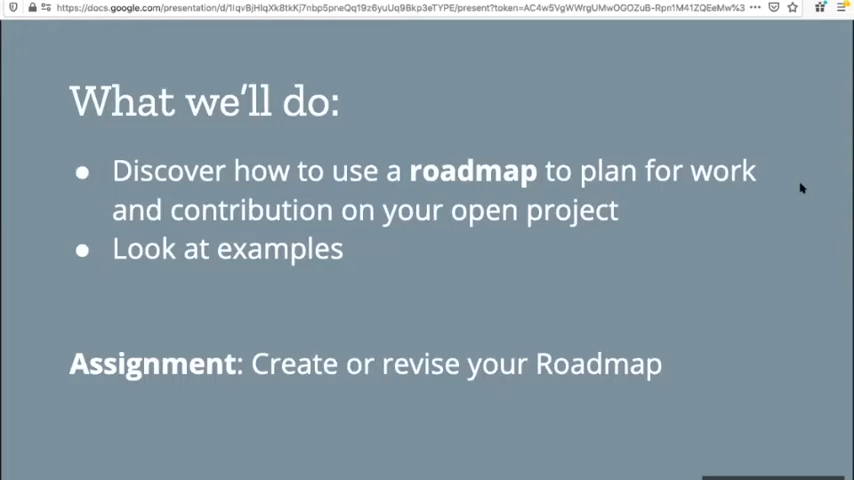 What we'll do:
● Discover how to use a roadmap to plan for work
and contribution on your open project
● Look at examples
Assignment: Create or revise your Roadmap